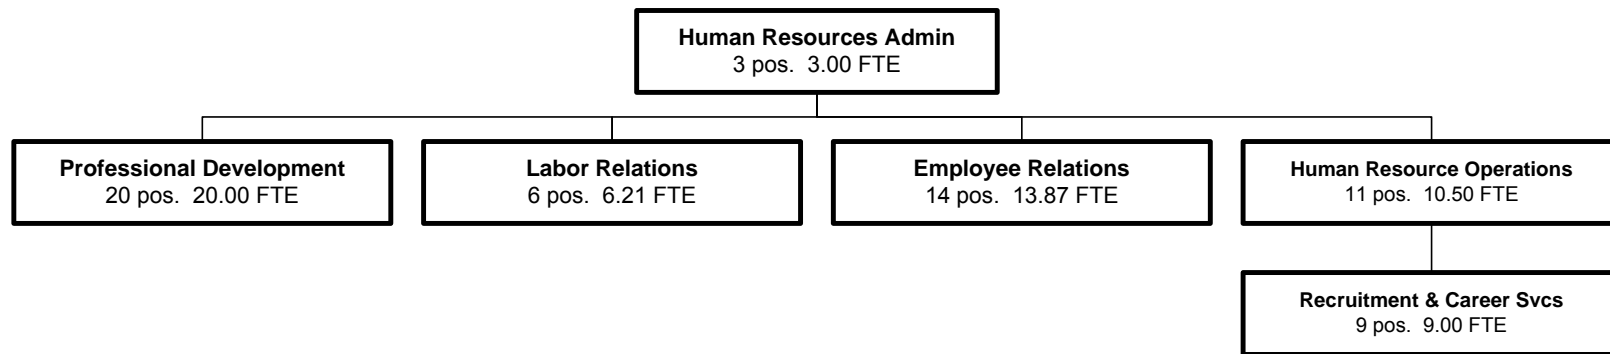 Human Resources Admin
3 pos.  3.00 FTE
Professional Development
20 pos.  20.00 FTE
Labor Relations
6 pos.  6.21 FTE
Employee Relations
14 pos.  13.87 FTE
Human Resource Operations
11 pos.  10.50 FTE
Recruitment & Career Svcs
9 pos.  9.00 FTE